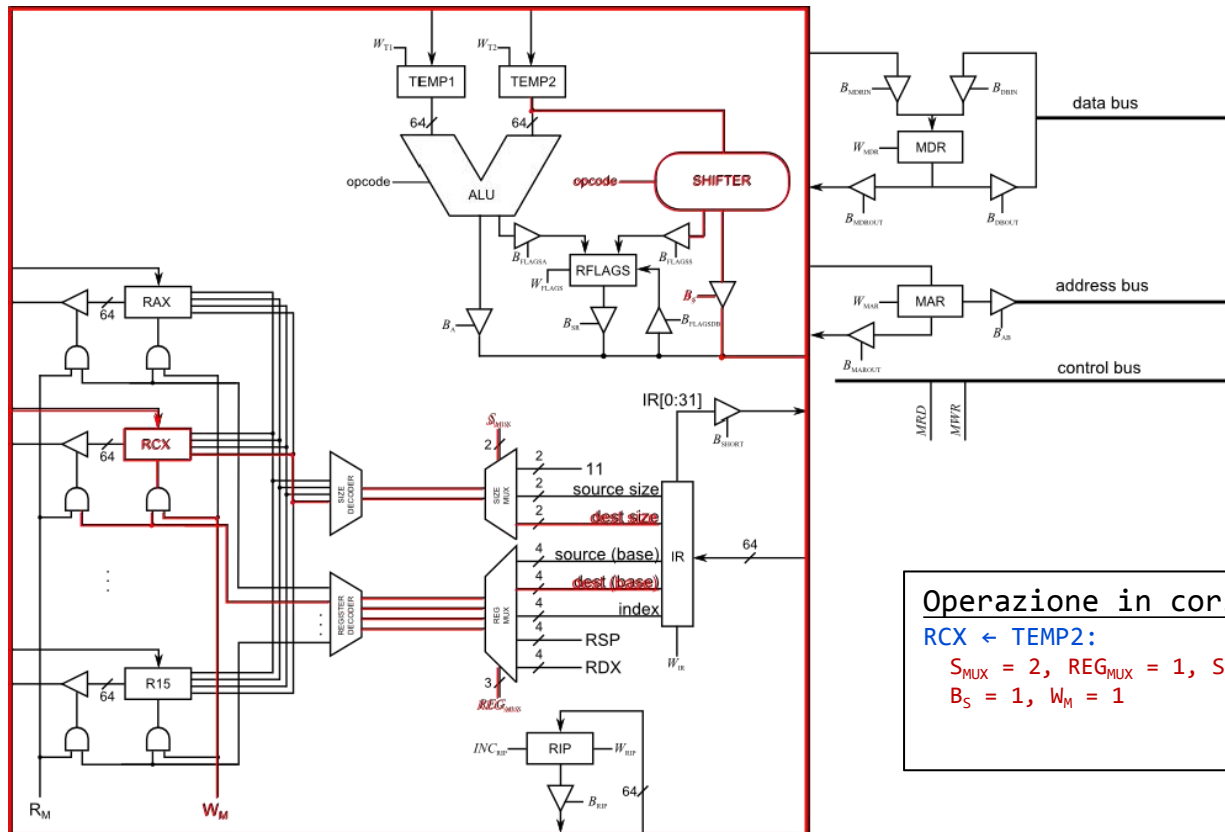 W_T1
W_T2
TEMP1
TEMP2
64
64
opcode
ALU
opcode
SHIFTER
B_FLAGSA
B_FLAGSS
W_FLAGS
RFLAGS
B_A
B_SR
B_FLAGSDB
B_S
B_MDRIN
B_DBIN
data bus
W_MDR
MDR
B_MDROUT
B_DBOUT
W_MAR
MAR
address bus
B_AB
B_MAROUT
control bus
MRD
MWR
64
RAX
64
RCX
64
R15
R_M
W_M
SIZE DECODER
REGISTER DECODER
S_MUX
2
SIZE MUX
2
11
2
source size
2
dest size
REG MUX
4
source (base)
4
dest (base)
4
index
4
RSP
4
RDX
3
REG_MUX
IR[0:31]
B_SHORT
IR
64
W_IR
INC_RIP
RIP
W_RIP
B_RIP
64
Operazione in cor
RCX ← TEMP2:
S_MUX = 2, REG_MUX = 1, S
B_S = 1, W_M = 1